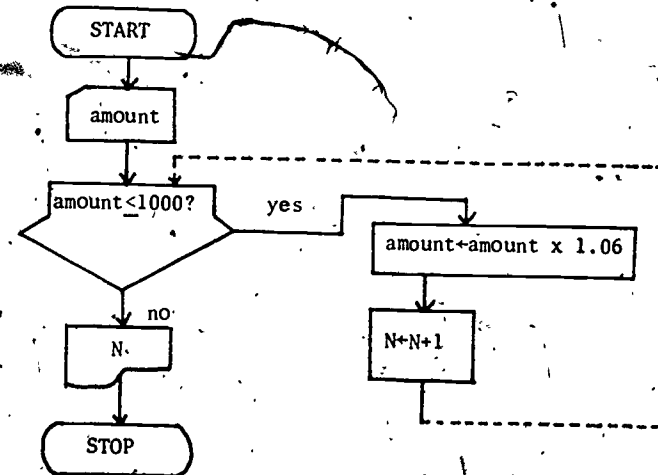 START
amount
amount≤1000?
yes
amount←amount x 1.06
no
N←N+1
N
STOP